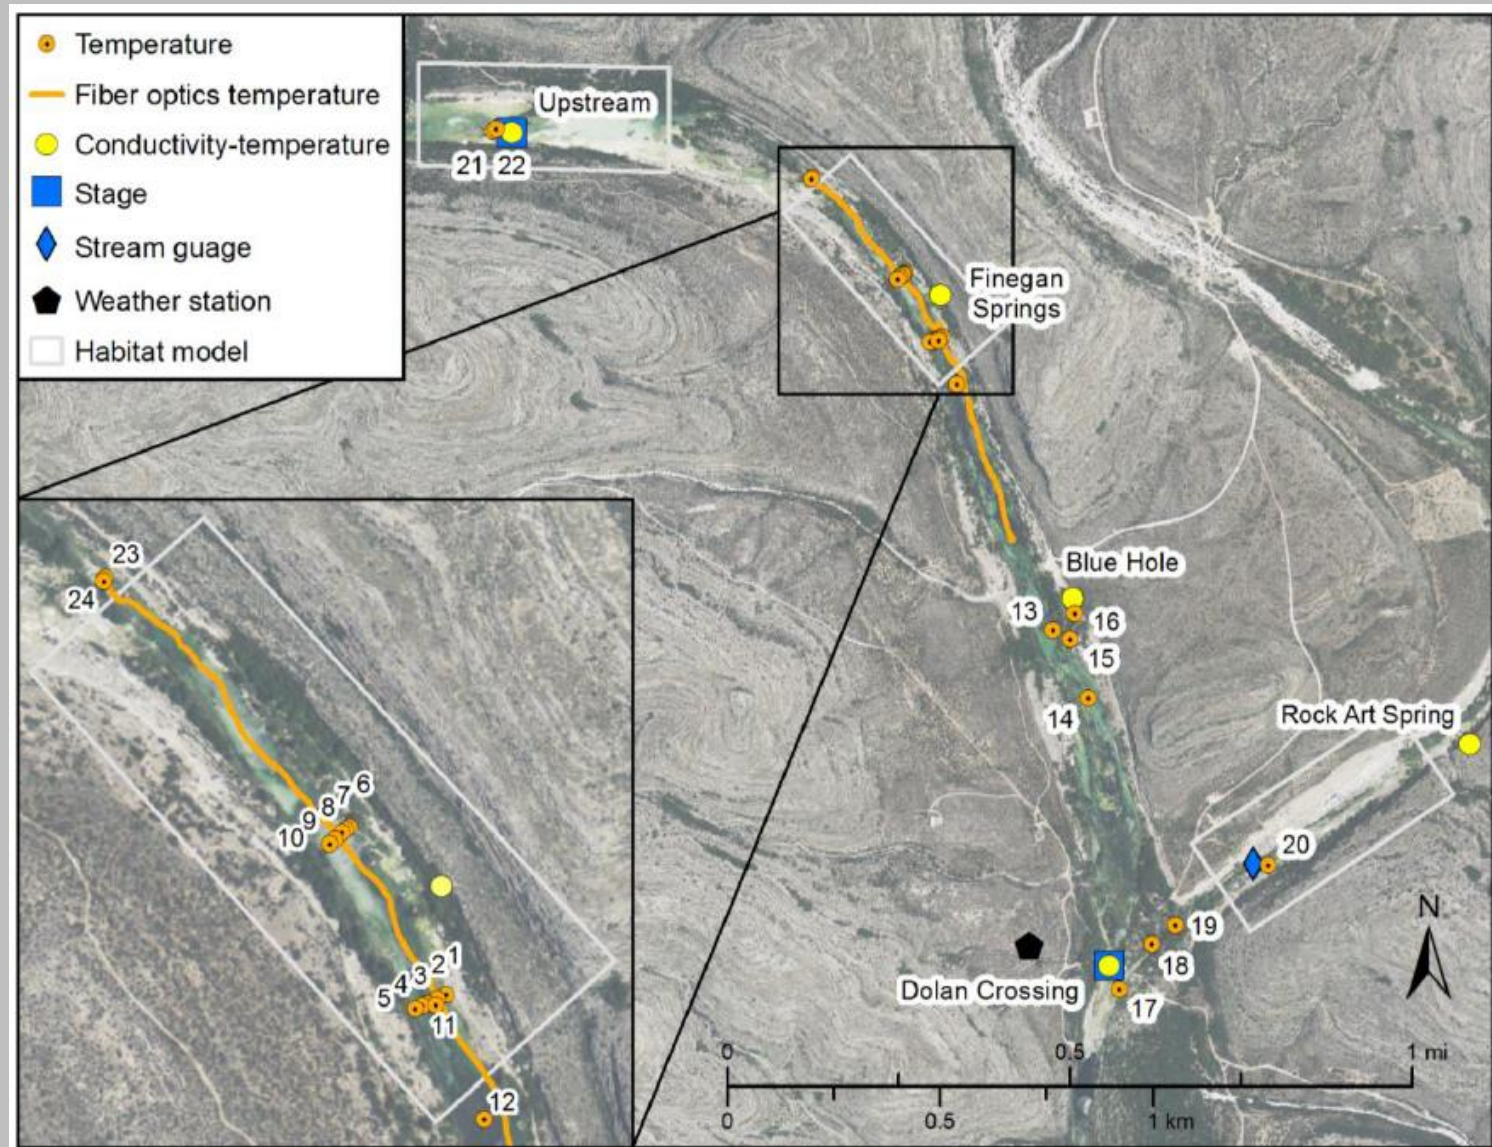 Temperature
Fiber optics temperature
Conductivity-temperature
Stage
Stream guage
Weather station
Habitat model
Upstream
21 22
Finegan
Springs
Blue Hole
13
16
15
14
Rock Art Spring
20
19
18
Dolan Crossing
17
N
0 0.5 1 mi
0 0.5 1 km
23
24
6
7
8
9
10
1
2
3
4
5
11
12